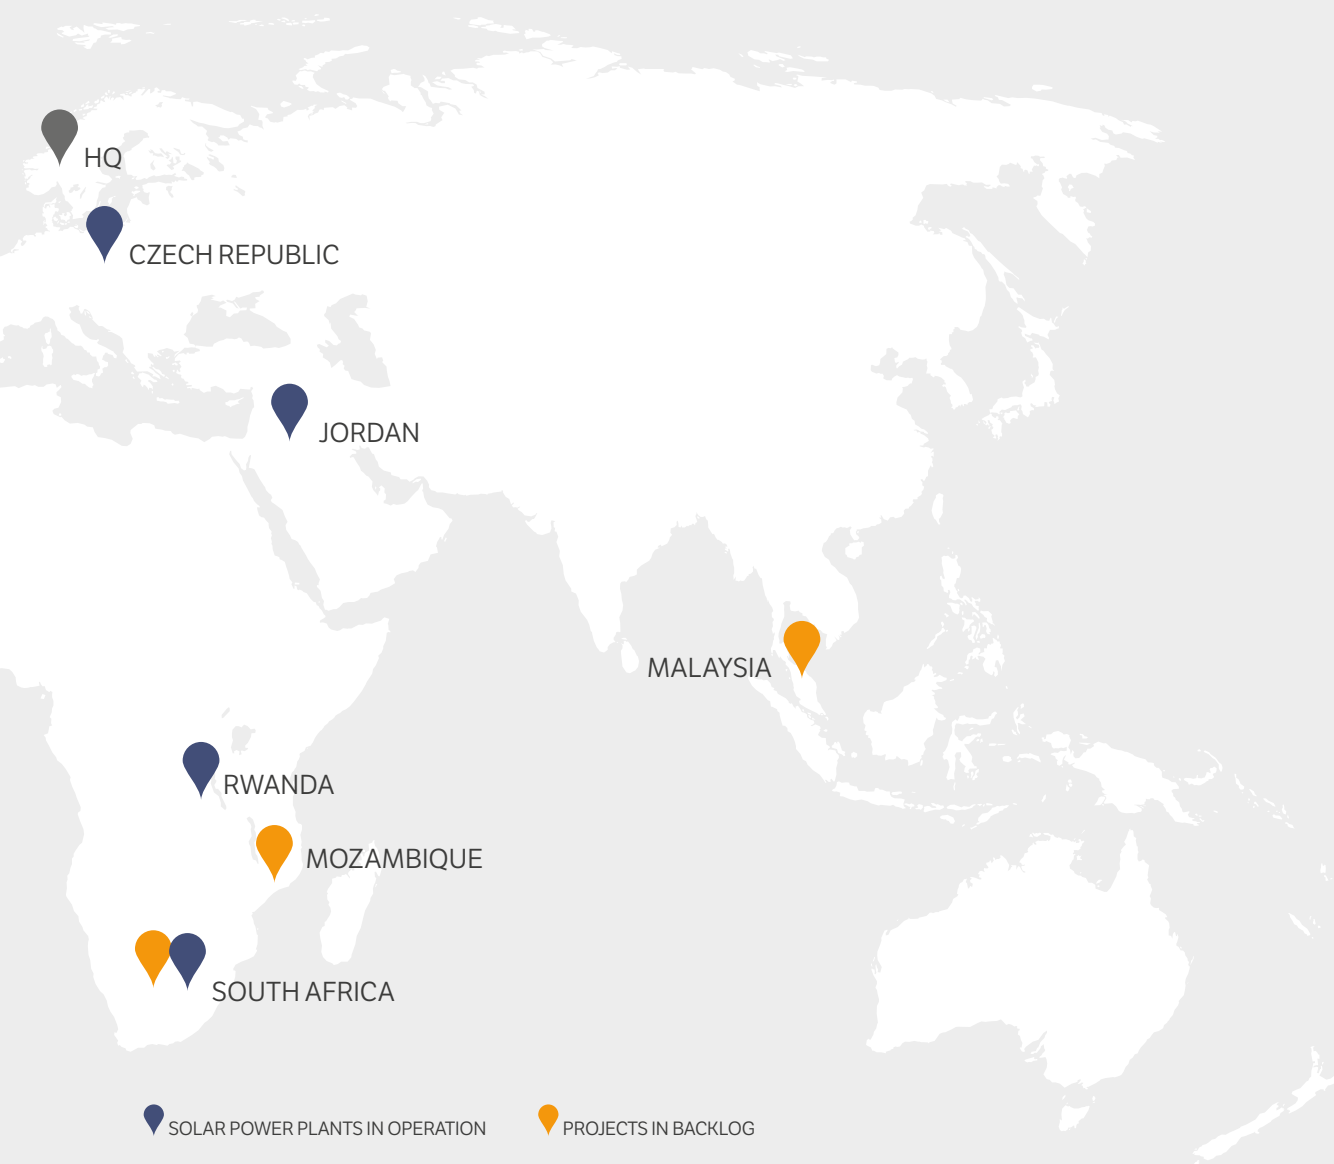 HQ
CZECH REPUBLIC
JORDAN
MALAYSIA
RWANDA
MOZAMBIQUE
SOUTH AFRICA
SOLAR POWER PLANTS IN OPERATION
PROJECTS IN BACKLOG